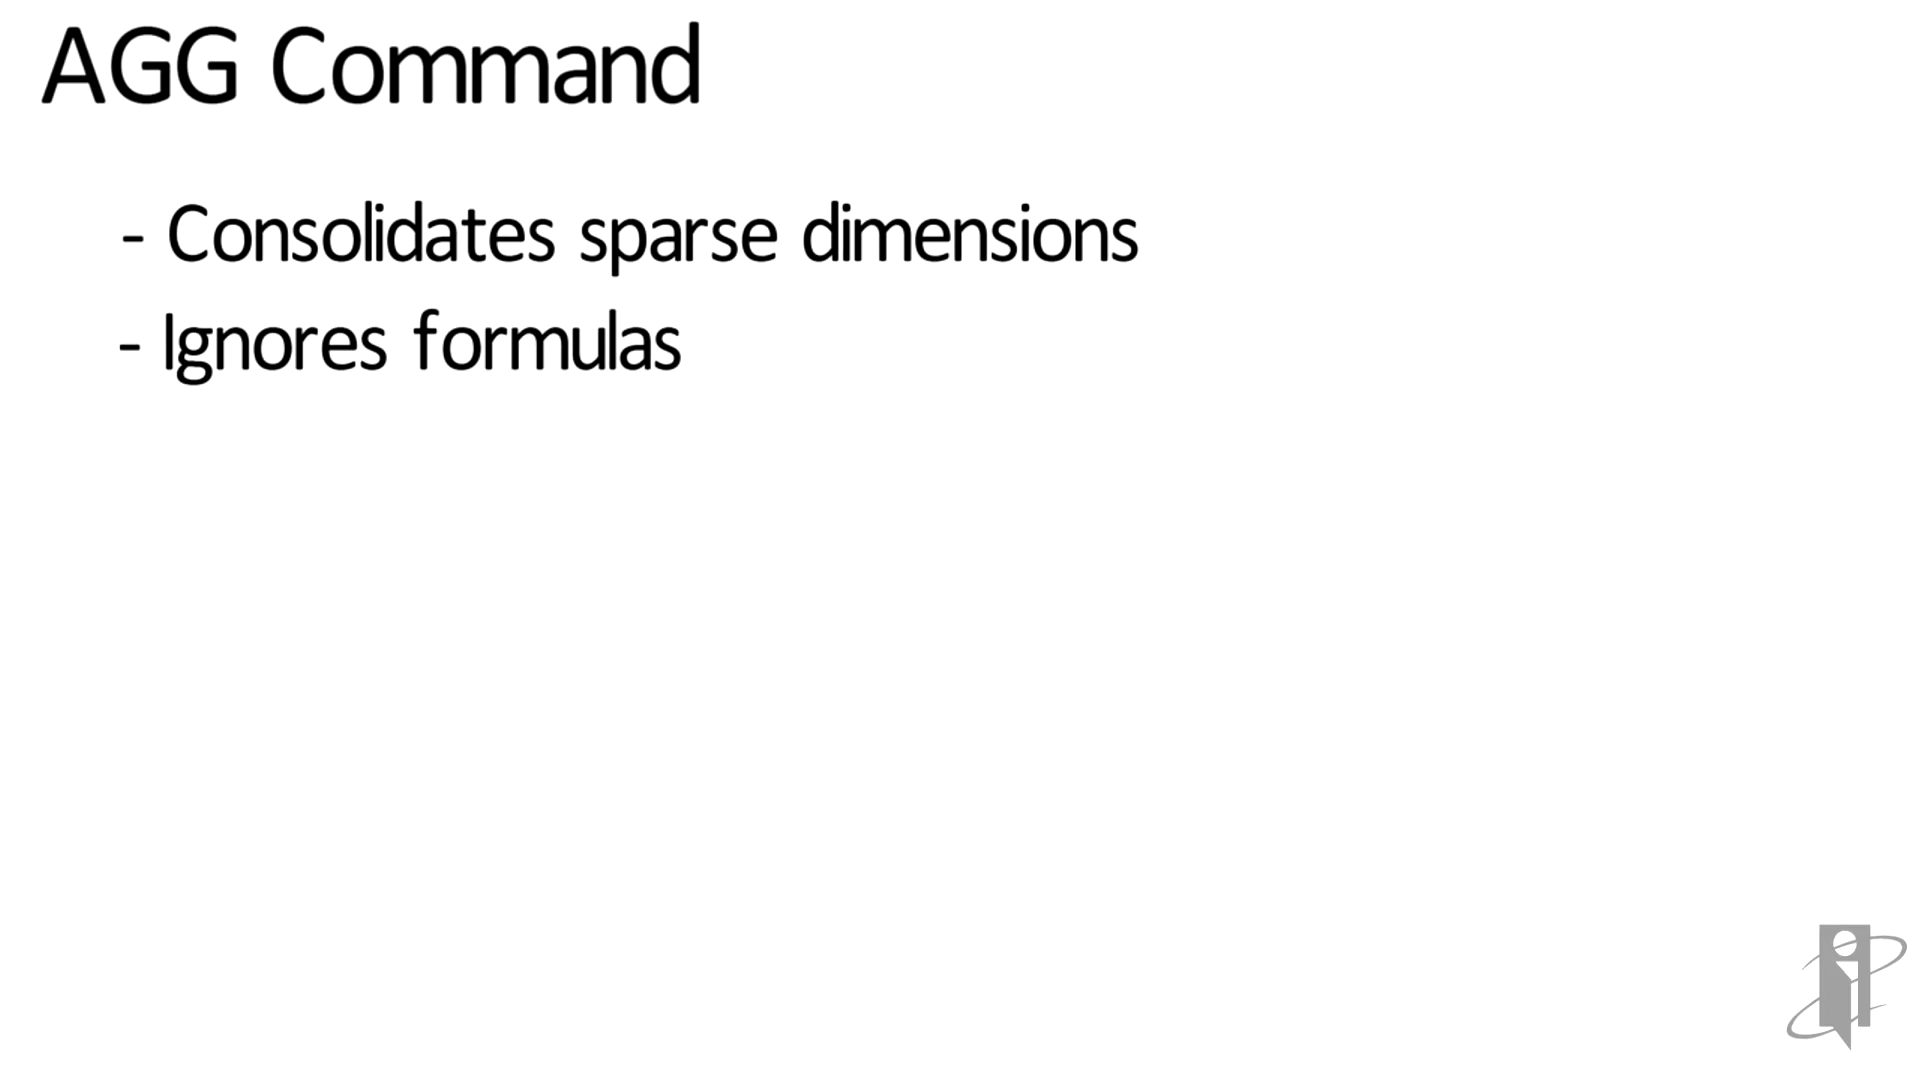 AGG Command
- Consolidates sparse dimensions
- Ignores formulas